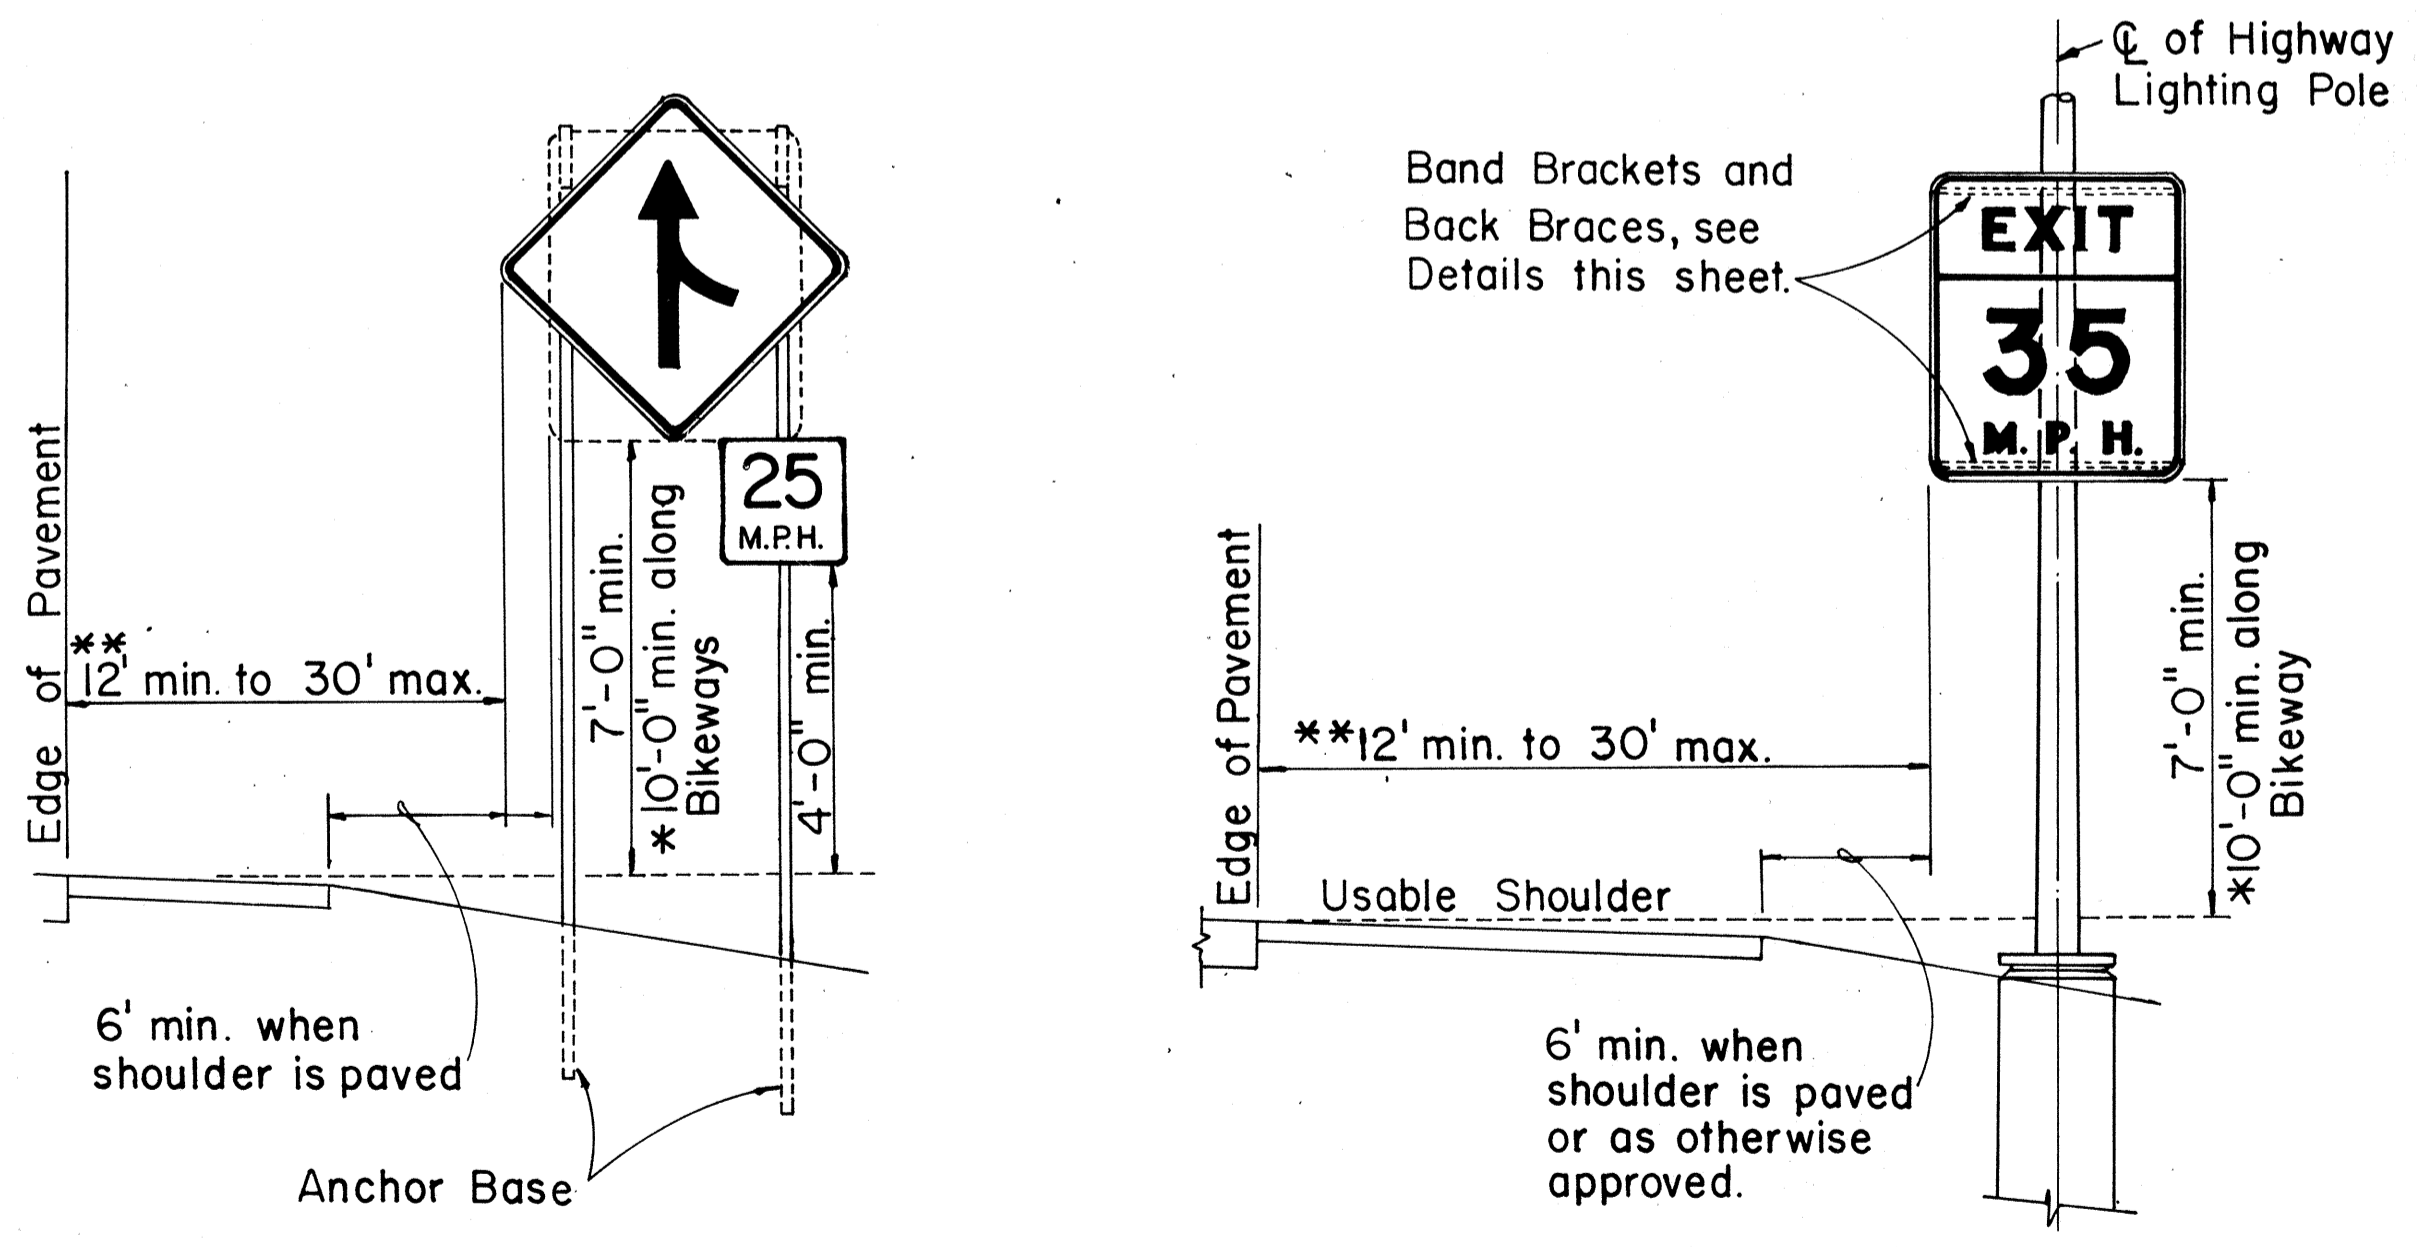 Edge of Pavement
**
12' min. to 30' max.
7'-0" min.
*10'-0" min. along
Bikeways
25
M.P.H.
4'-0" min.
6' min. when
shoulder is paved
Anchor Base
℄ of Highway
Lighting Pole
Band Brackets and
Back Braces, see
Details this sheet.
EXIT
35
M. P. H.
Edge of Pavement
**12' min. to 30' max.
Usable Shoulder
7'-0" min.
*10'-0" min. along
Bikeway
6' min. when
shoulder is paved
or as otherwise
approved.